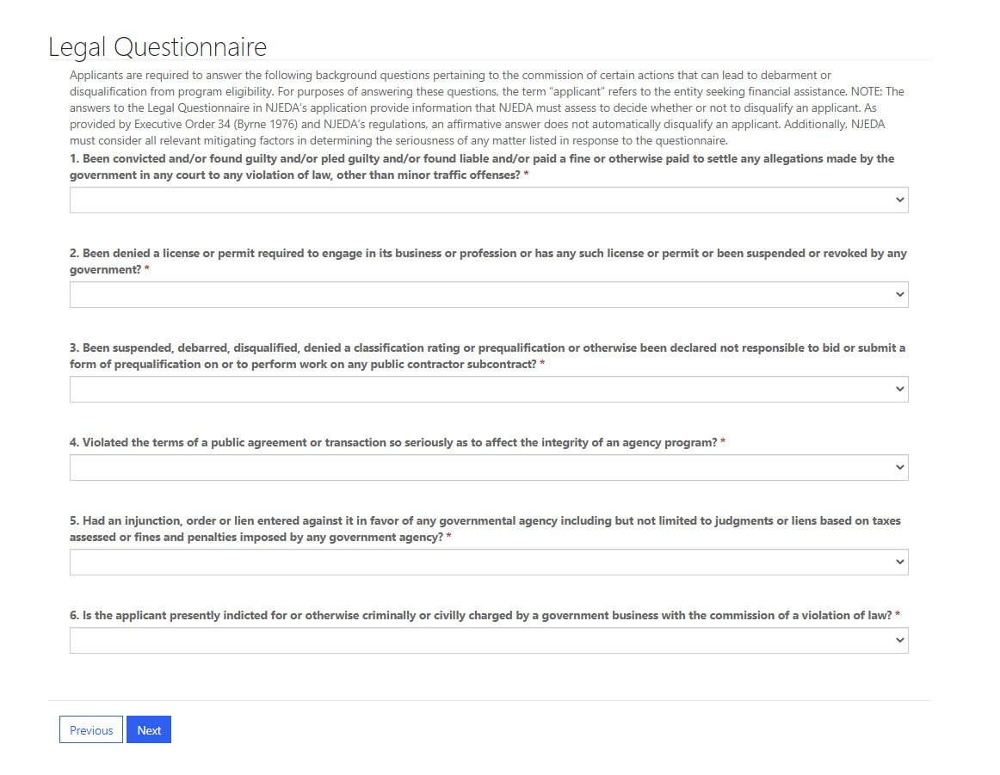 Legal Questionnaire
Applicants are required to answer the following background questions pertaining to the commission of certain actions that can lead to debarment or
disqualification from program eligibility. For purposes of answering these questions, the term “applicant” refers to the entity seeking financial assistance. NOTE: The
answers to the Legal Questionnaire in NJEDA’s application provide information that NJEDA must assess to decide whether or not to disqualify an applicant. As
provided by Executive Order 34 (Byrne 1976) and NJEDA’s regulations, an affirmative answer does not automatically disqualify an applicant. Additionally, NJEDA
must consider all relevant mitigating factors in determining the seriousness of any matter listed in response to the questionnaire.
1. Been convicted and/or found guilty and/or pled guilty and/or found liable and/or paid a fine or otherwise paid to settle any allegations made by the
government in any court to any violation of law, other than minor traffic offenses? *
2. Been denied a license or permit required to engage in its business or profession or has any such license or permit or been suspended or revoked by any
government? *
3. Been suspended, debarred, disqualified, denied a classification rating or prequalification or otherwise been declared not responsible to bid or submit a
form of prequalification on or to perform work on any public contractor subcontract? *
4. Violated the terms of a public agreement or transaction so seriously as to affect the integrity of an agency program? *
5. Had an injunction, order or lien entered against it in favor of any governmental agency including but not limited to judgments or liens based on taxes
assessed or fines and penalties imposed by any government agency? *
6. Is the applicant presently indicted for or otherwise criminally or civilly charged by a government business with the commission of a violation of law? *
Previous Next